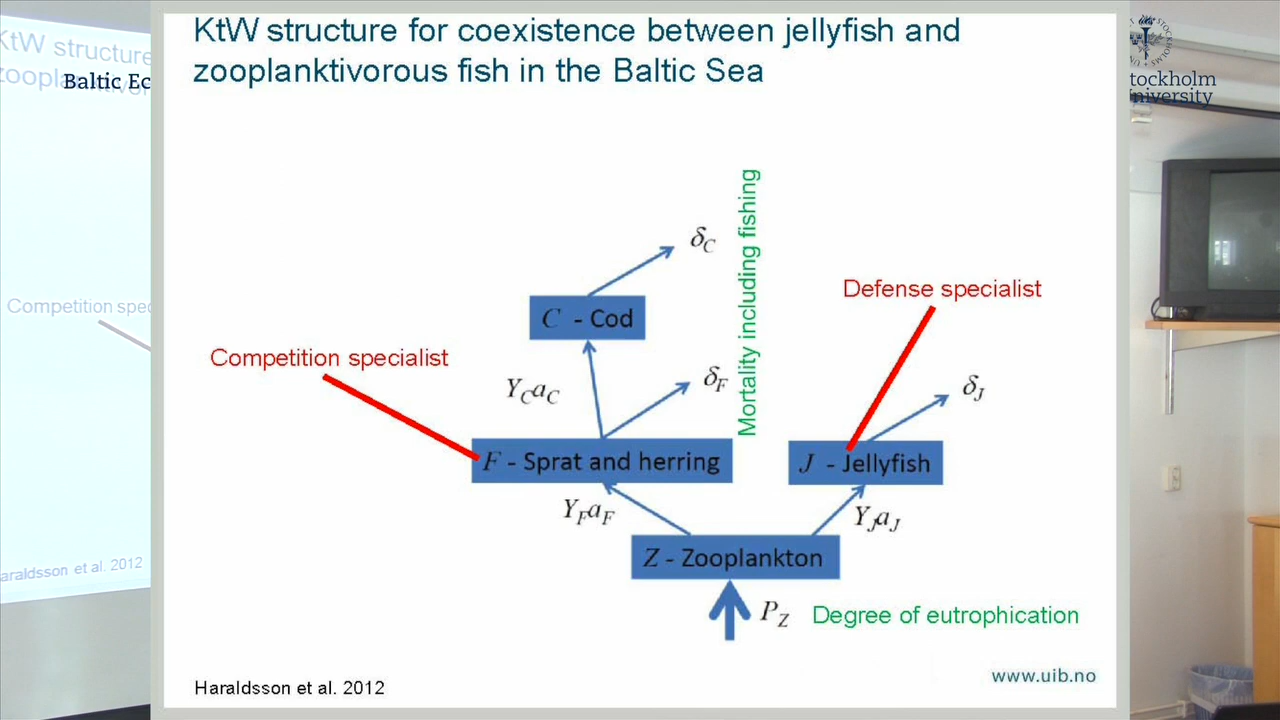 KtW structure for coexistence between jellyfish and
zooplanktivorous fish in the Baltic Sea
KtW structure
Baltic Ec
Stockholm
University
Mortality including fishing
δC
Defense specialist
C - Cod
Competition specialist
Competition spec
YCaC
δF
δJ
F - Sprat and herring
J - Jellyfish
YFaF
YJaJ
Z - Zooplankton
PZ
Degree of eutrophication
araldsson et al. 2012
www.uib.no
Haraldsson et al. 2012